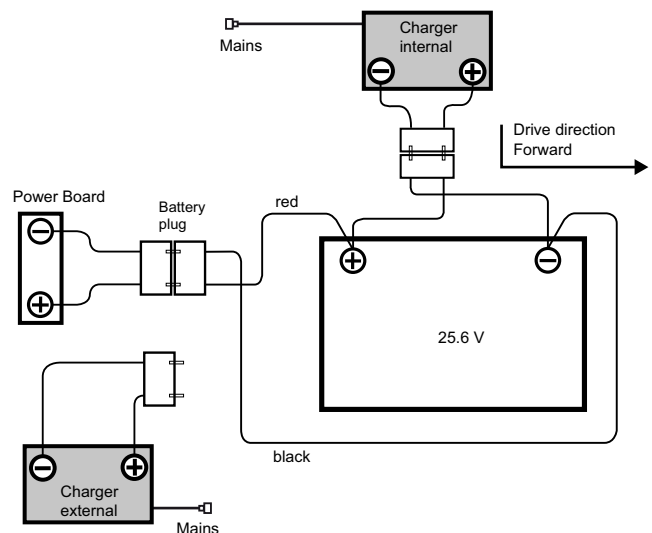 Charger
internal
Mains
Drive direction
Forward
Power Board
Battery
plug
red
25.6 V
black
Charger
external
Mains